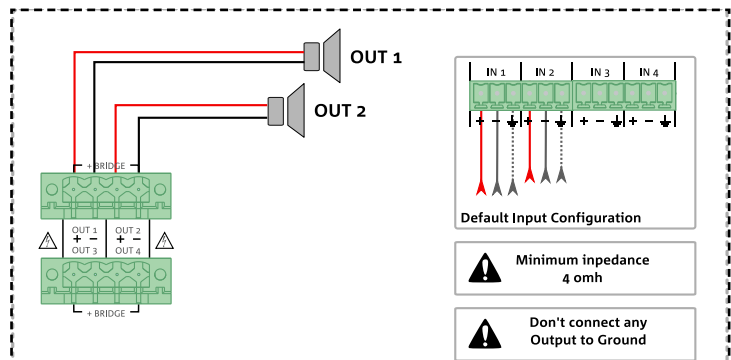 OUT 1
OUT 2
+ BRIDGE -
OUT 1 OUT 2
+ - + -
OUT 3 OUT 4
+ BRIDGE -
IN 1 IN 2 IN 3 IN 4
+ - + - + - + -
Default Input Configuration
Minimum inpedance
4 omh
Don't connect any
Output to Ground